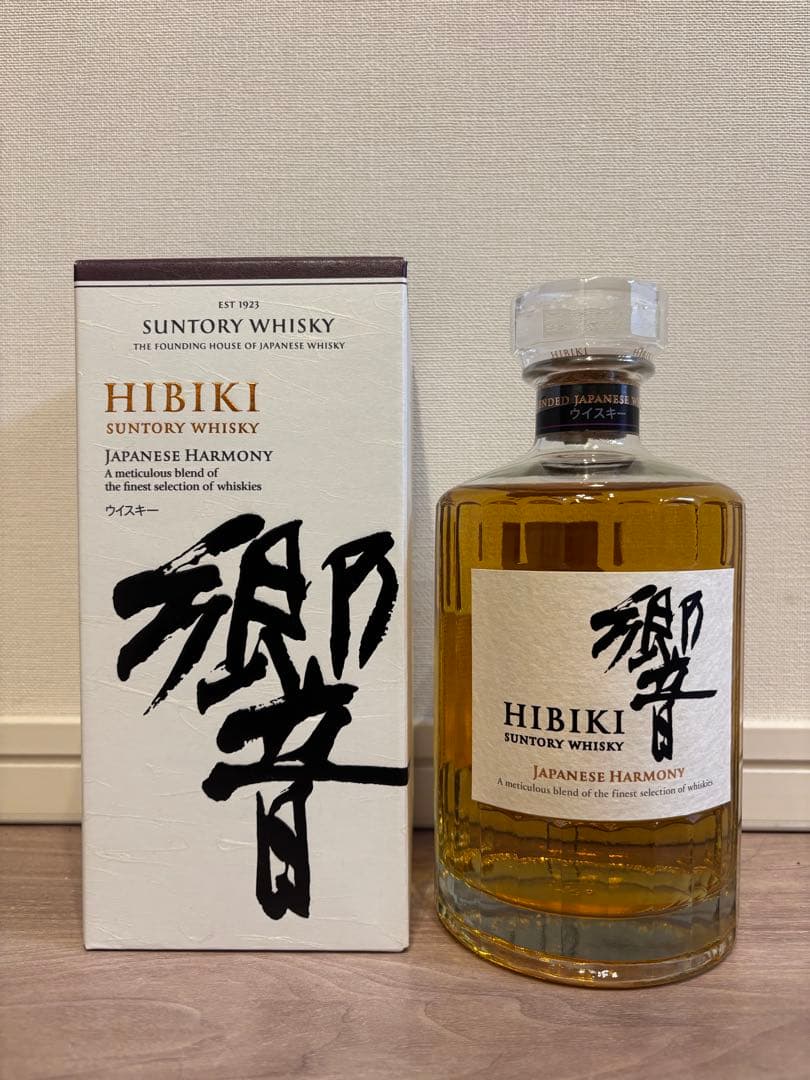 EST 1923
SUNTORY WHISKY
THE FOUNDING HOUSE OF JAPANESE WHISKY
HIBIKI
SUNTORY WHISKY
JAPANESE HARMONY
A meticulous blend of
the finest selection of whiskies
ウイスキー
響
HIBIKI
JAPANESE
ウイスキー
響
HIBIKI
SUNTORY WHISKY
JAPANESE HARMONY
A meticulous blend of the finest selection of whiskies